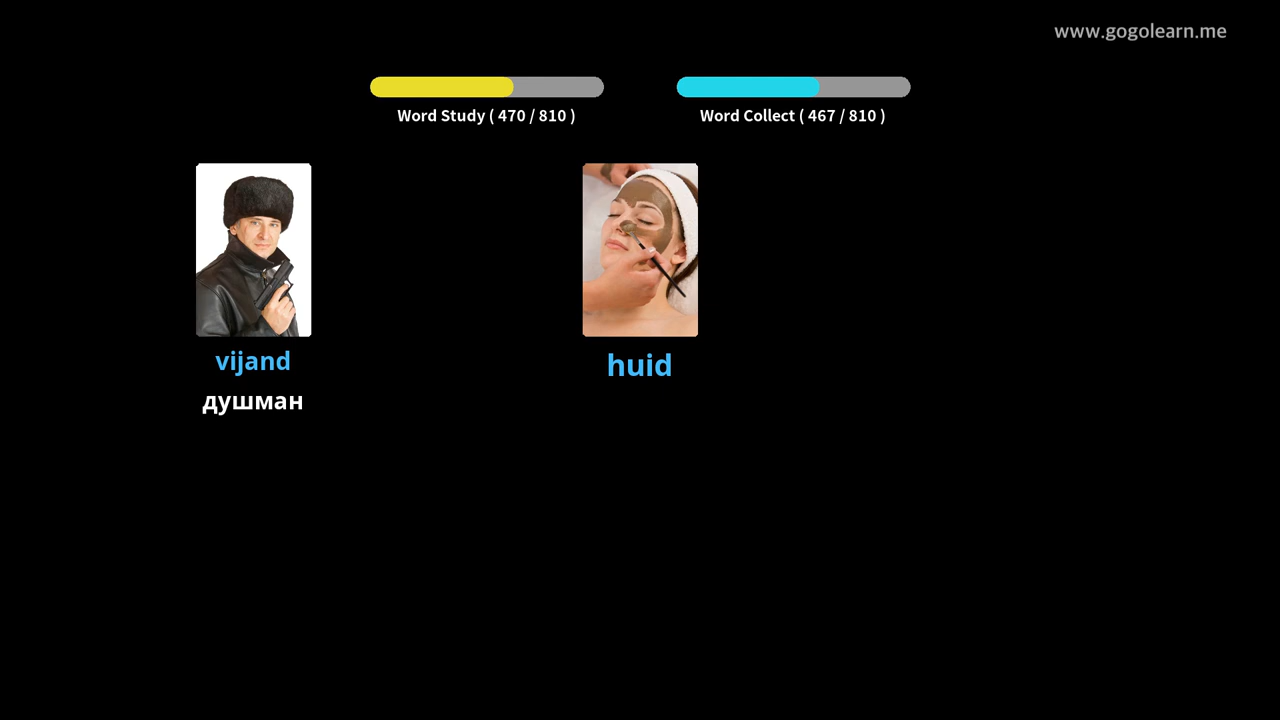 www.gogolearn.me
Word Study ( 470 / 810 )
Word Collect ( 467 / 810 )
vijand
душман
huid